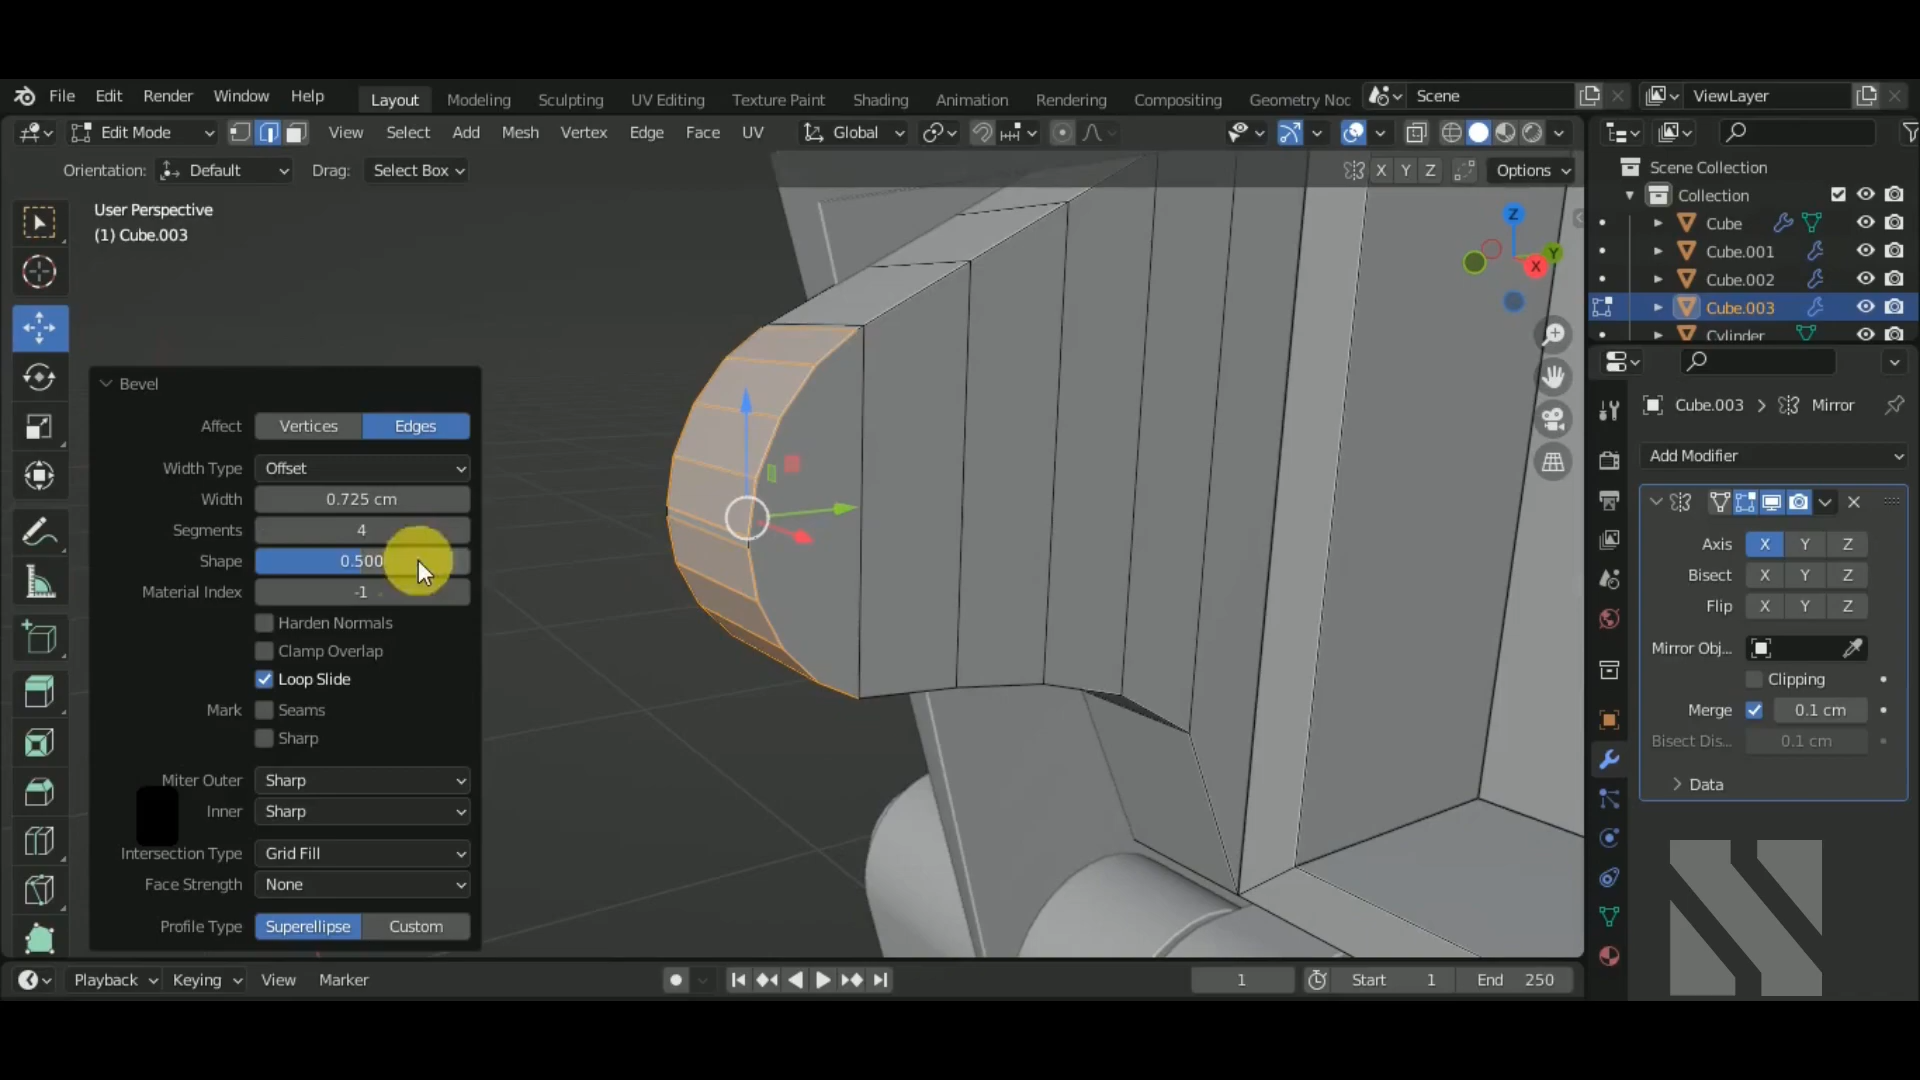 File Edit Render Window Help Layout Modeling Sculpting UV Editing Texture Paint Shading Animation Rendering Compositing Geometry Noc Scene ViewLayer
Edit Mode View Select Add Mesh Vertex Edge Face UV Global
Orientation: Default Drag: Select Box X Y Z Options
User Perspective
(1) Cube.003
Z
Y
X
Bevel
Affect Vertices Edges
Width Type Offset
Width 0.725 cm
Segments 4
Shape 0.500
Material Index -1
Harden Normals
Clamp Overlap
Loop Slide
Mark Seams
Sharp
Miter Outer Sharp
Inner Sharp
Intersection Type Grid Fill
Face Strength None
Profile Type Superellipse Custom
Scene Collection
Collection
Cube
Cube.001
Cube.002
Cube.003
Cylinder
Cube.003 > Mirror
Add Modifier
Axis X Y Z
Bisect X Y Z
Flip X Y Z
Mirror Obj...
Clipping
Merge 0.1 cm
Bisect Dis... 0.1 cm
Data
Playback Keying View Marker 1 Start 1 End 250